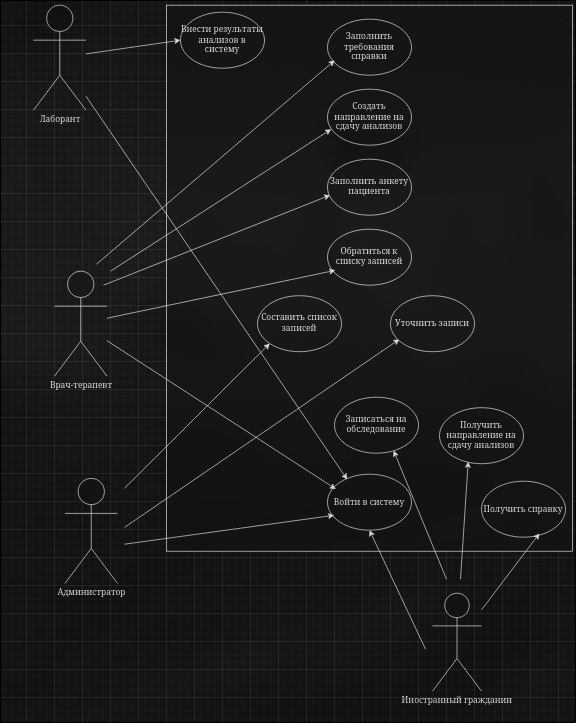 Внести результаты
анализов в
систему
Заполнить
требования
справки
Лаборант
Создать
направление на
сдачу анализов
Заполнить анкету
пациента
Обратиться к
списку записей
Составить список
записей
Уточнить записи
Врач-терапевт
Записаться на
обследование
Получить
направление на
сдачу анализов
Войти в систему
Получить справку
Администратор
Иностранный гражданин